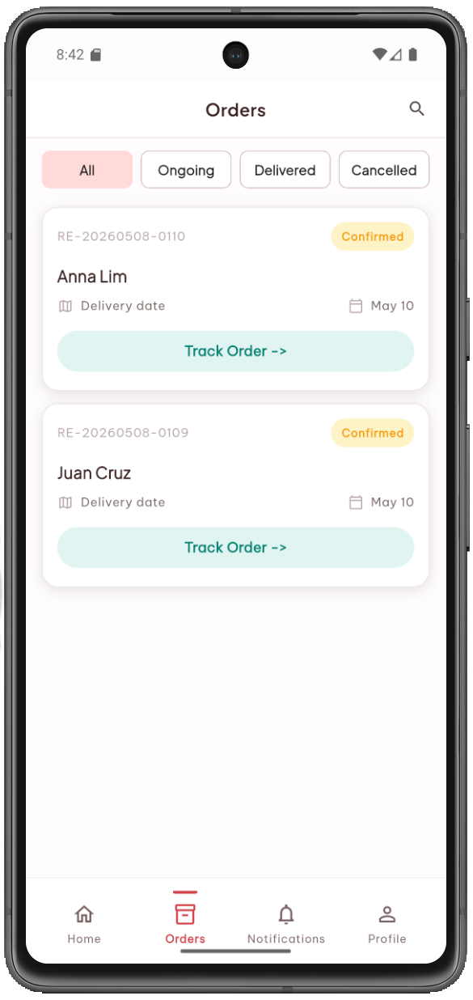 8:42
Orders
All Ongoing Delivered Cancelled
RE-20260508-0110 Confirmed
Anna Lim
Delivery date May 10
Track Order ->
RE-20260508-0109 Confirmed
Juan Cruz
Delivery date May 10
Track Order ->
Home Orders Notifications Profile